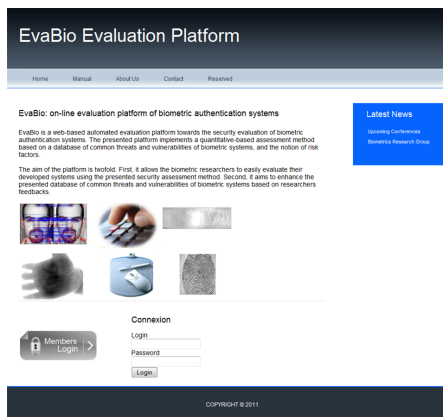 EvaBio Evaluation Platform
Home Manual About Us Contact Reserved
EvaBio: on-line evaluation platform of biometric authentication systems
EvaBio is a web-based automated evaluation platform towards the security evaluation of biometric
authentication systems. The presented platform implements a quantitative-based assessment method
based on a database of common threats and vulnerabilities of biometric systems, and the notion of risk
factors.
The aim of the platform is twofold. First, it allows the biometric researchers to easily evaluate their
developed systems using the presented security assessment method. Second, it aims to enhance the
presented database of common threats and vulnerabilities of biometric systems based on researchers
feedbacks.
Latest News
Upcoming Conferences
Biometrics Research Group
Members
Login
Connexion
Login
Password
Login
COPYRIGHT © 2011